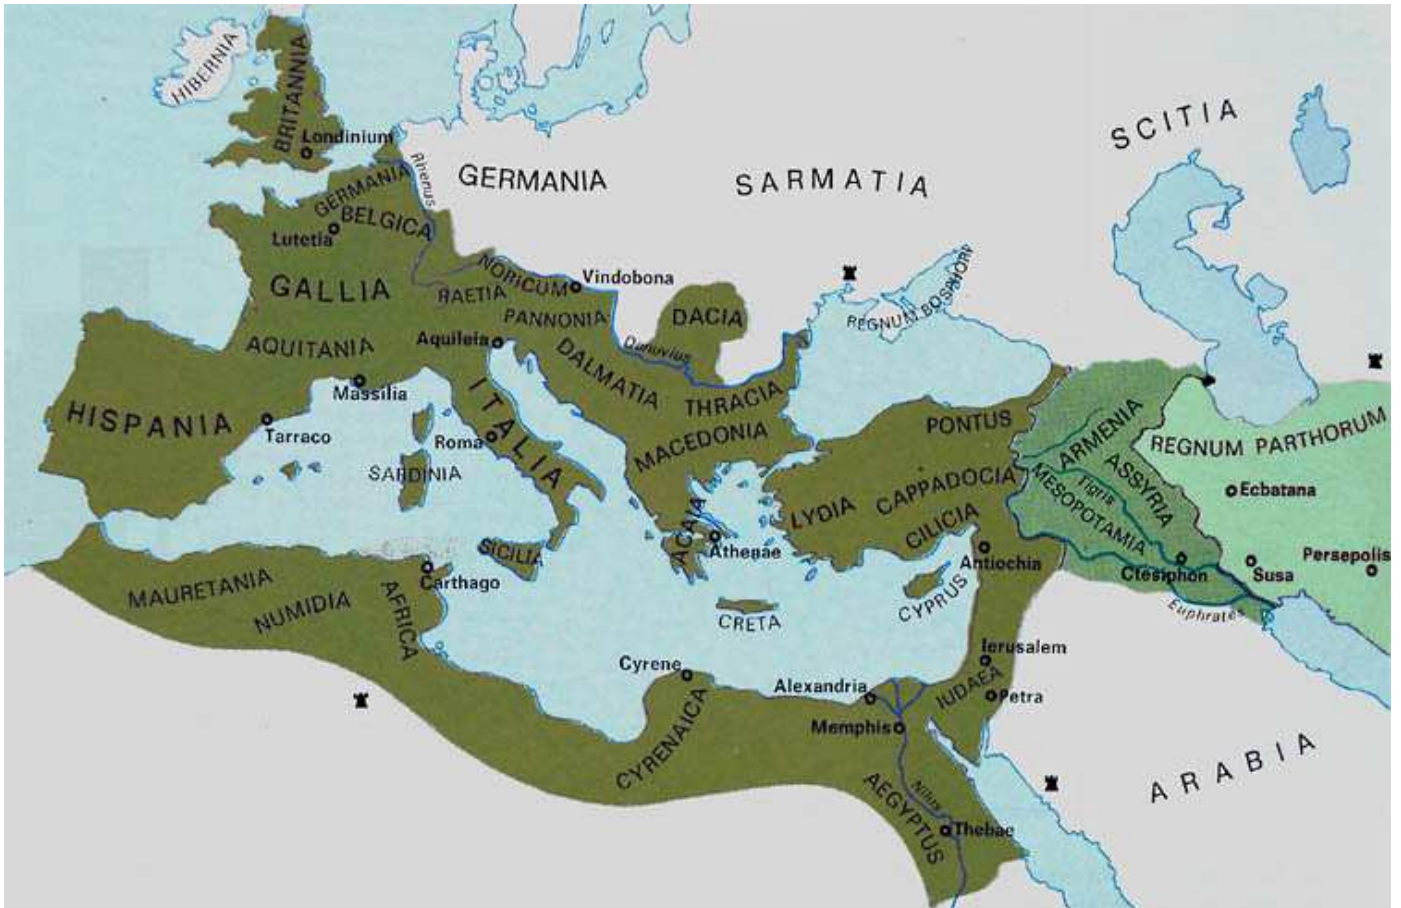 HIBERNIA
BRITANNIA
Londinium
SCITIA
GERMANIA
BELGICA
Lutetia
Rhenus
GERMANIA
SARMATIA
GALLIA
RAETIA
NORICUM
Vindobona
PANNONIA
DACIA
REGNUM BOSPHORI
AQUITANIA
Aquileia
Danuvius
DALMATIA
THRACIA
Massilia
HISPANIA
Tarraco
ITALIA
Roma
SARDINIA
MACEDONIA
PONTUS
ARMENIA
REGNUM PARTHORUM
ASSYRIA
Tigris
MESOPOTAMIA
Ecbatana
LYDIA
CAPPADOCIA
CILICIA
ACAIA
Athenae
SICILIA
Antiochia
Ctesiphon
Susa
Persepolis
Euphrates
MAURETANIA
NUMIDIA
AFRICA
Carthago
CRETA
CYPRUS
Cyrene
CYRENAICA
Alexandria
Memphis
Ierusalem
IUDAEA
Petra
AEGYPTUS
Nilus
Thebae
ARABIA